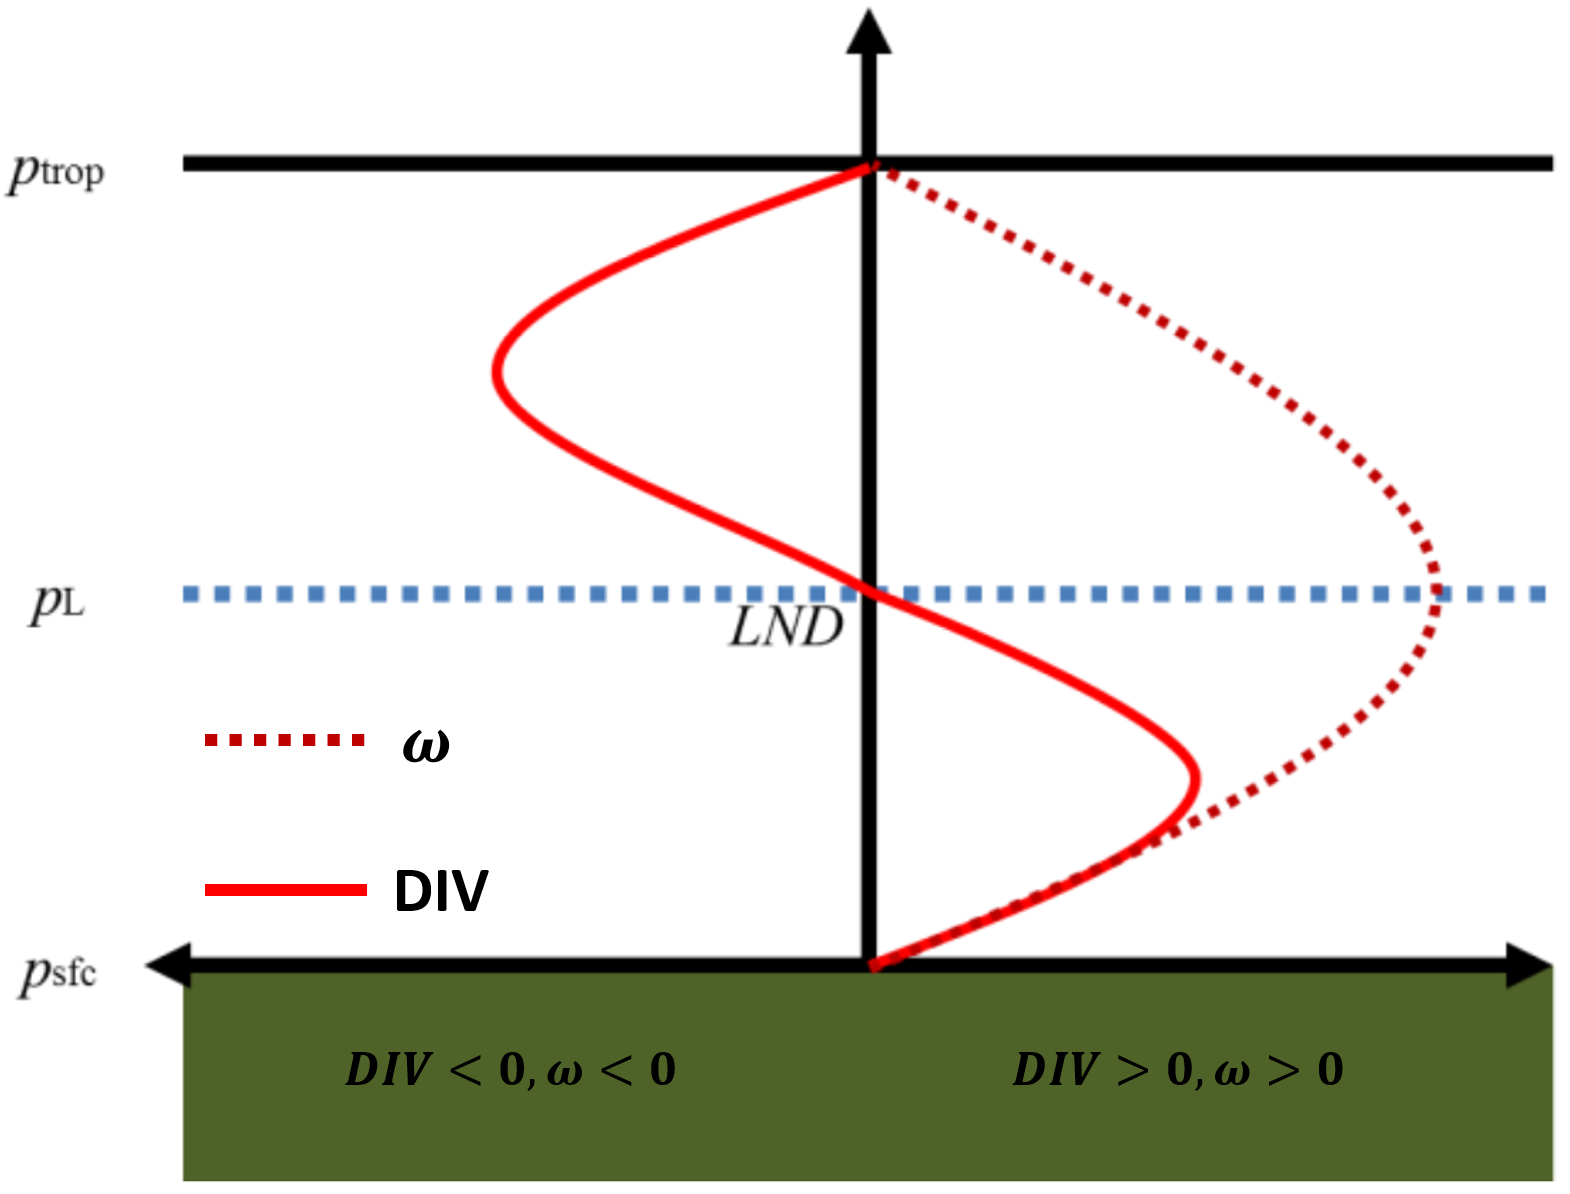 ptrop
pL
LND
ω
DIV
psfc
DIV < 0, ω < 0
DIV > 0, ω > 0